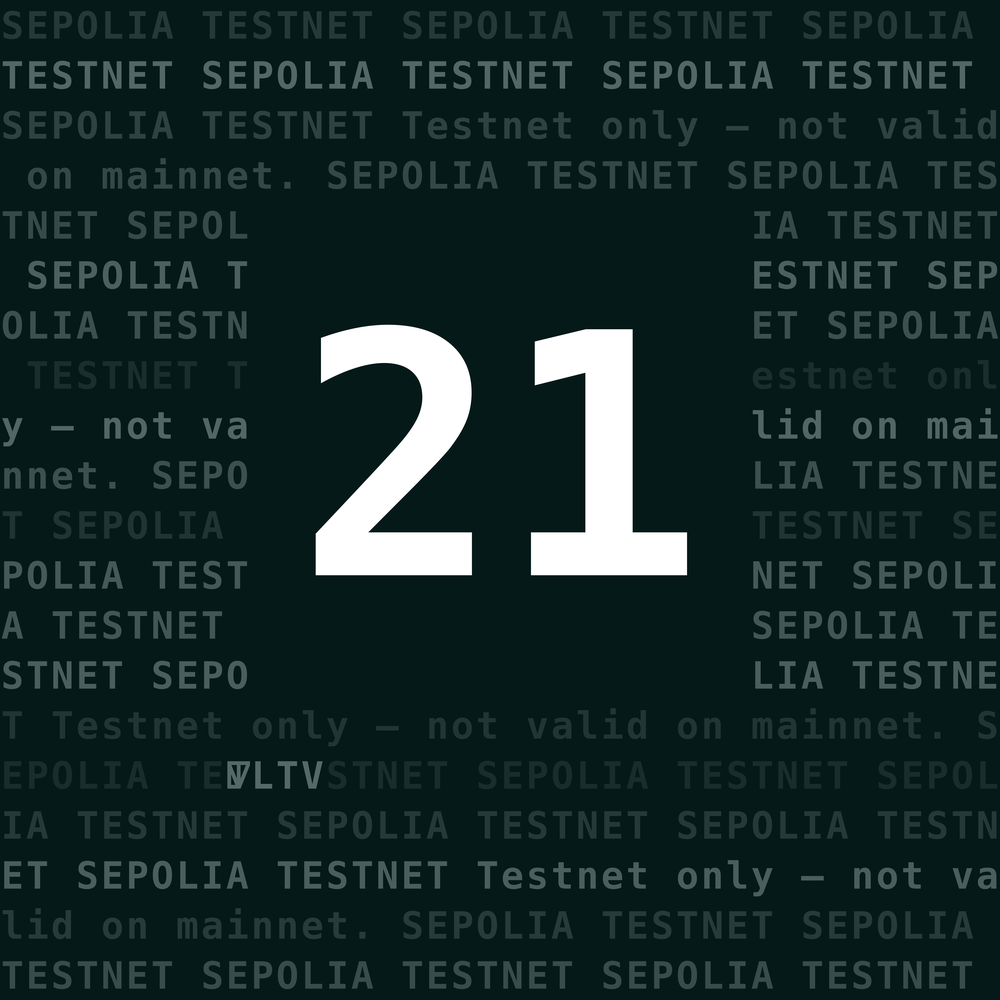 SEPOLIA TESTNET SEPOLIA TESTNET SEPOLIA
TESTNET SEPOLIA TESTNET SEPOLIA TESTNET
SEPOLIA TESTNET Testnet only — not valid
on mainnet. SEPOLIA TESTNET SEPOLIA TES
TNET SEPOL IA TESTNET
SEPOLIA T ESTNET SEP
OLIA TESTN ET SEPOLIA
TESTNET T estnet onl
21
y — not va lid on mai
nnet. SEPO LIA TESTNE
T SEPOLIA TESTNET SE
POLIA TEST NET SEPOLI
A TESTNET SEPOLIA TE
STNET SEPO LIA TESTNE
T Testnet only — not valid on mainnet. S
EPOLIA TE VLTV STNET SEPOLIA TESTNET SEPOL
IA TESTNET SEPOLIA TESTNET SEPOLIA TESTN
ET SEPOLIA TESTNET Testnet only — not va
lid on mainnet. SEPOLIA TESTNET SEPOLIA
TESTNET SEPOLIA TESTNET SEPOLIA TESTNET